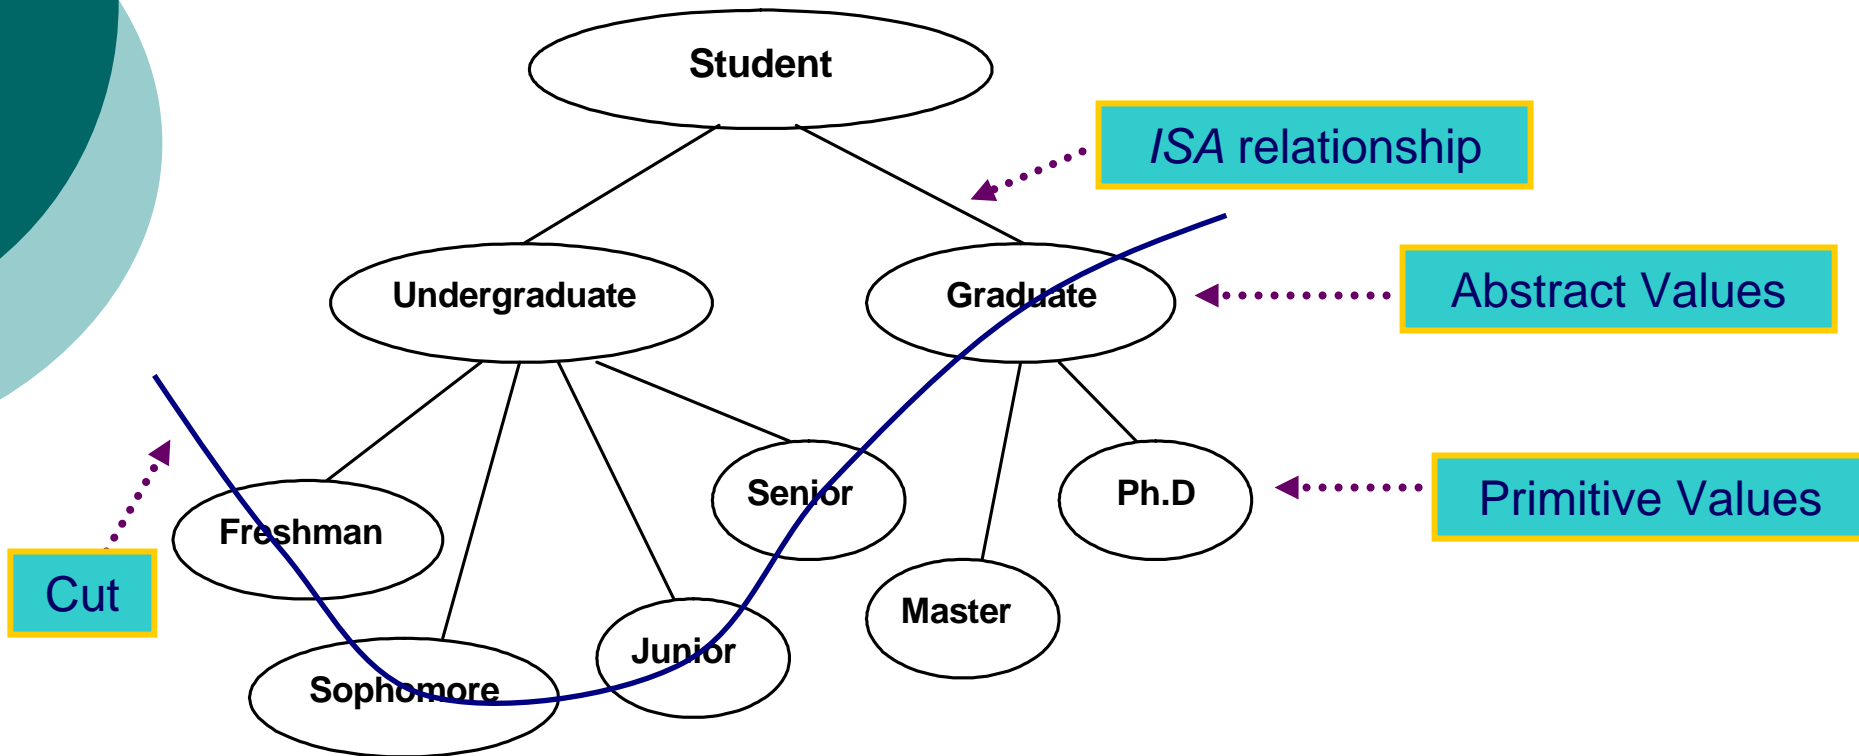 Student
ISA relationship
Undergraduate
Graduate
Abstract Values
Senior
Ph.D
Primitive Values
Freshman
Cut
Master
Junior
Sophomore